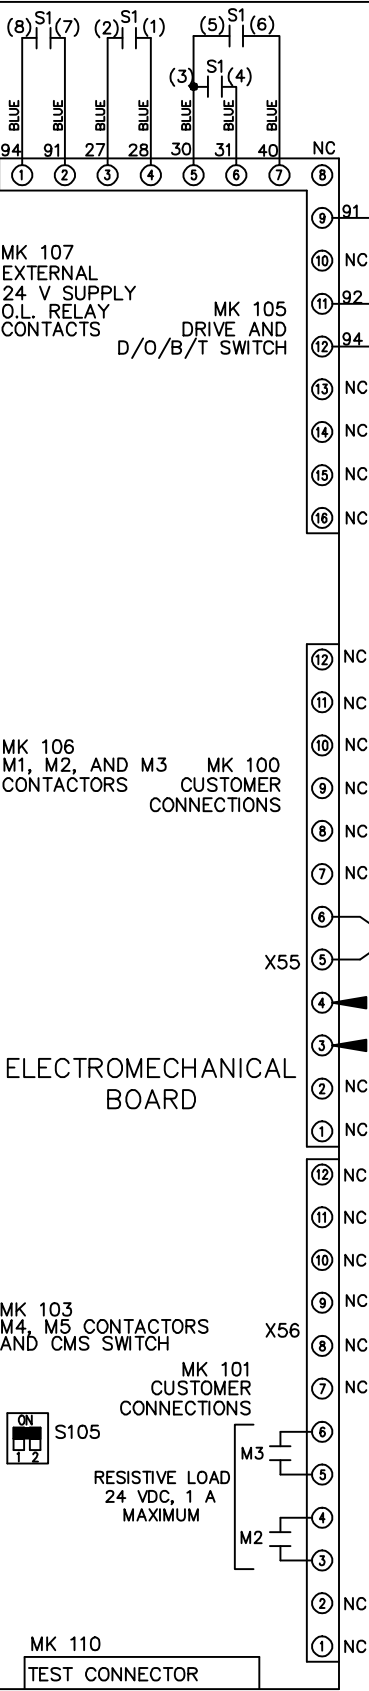 (8) S1 (7) (2) S1 (1) (5) S1 (6)
(3) S1 (4)
BLUE BLUE BLUE BLUE BLUE BLUE BLUE
94 91 27 28 30 31 40 NC
1 2 3 4 5 6 7 8
9 91
MK 107
EXTERNAL
24 V SUPPLY
O.L. RELAY
CONTACTS
MK 105
DRIVE AND
D/O/B/T SWITCH
10 NC
11 92
12 94
13 NC
14 NC
15 NC
16 NC
12 NC
11 NC
10 NC
MK 106
M1, M2, AND M3
CONTACTORS
MK 100
CUSTOMER
CONNECTIONS
9 NC
8 NC
7 NC
6
X55 5
4
3
ELECTROMECHANICAL
BOARD
2 NC
1 NC
12 NC
11 NC
10 NC
9 NC
MK 103
M4, M5 CONTACTORS
AND CMS SWITCH
X56
8 NC
MK 101
CUSTOMER
CONNECTIONS
7 NC
ON
1 2
S105
6
M3
5
RESISTIVE LOAD
24 VDC, 1 A
MAXIMUM
4
M2
3
2 NC
1 NC
MK 110
TEST CONNECTOR